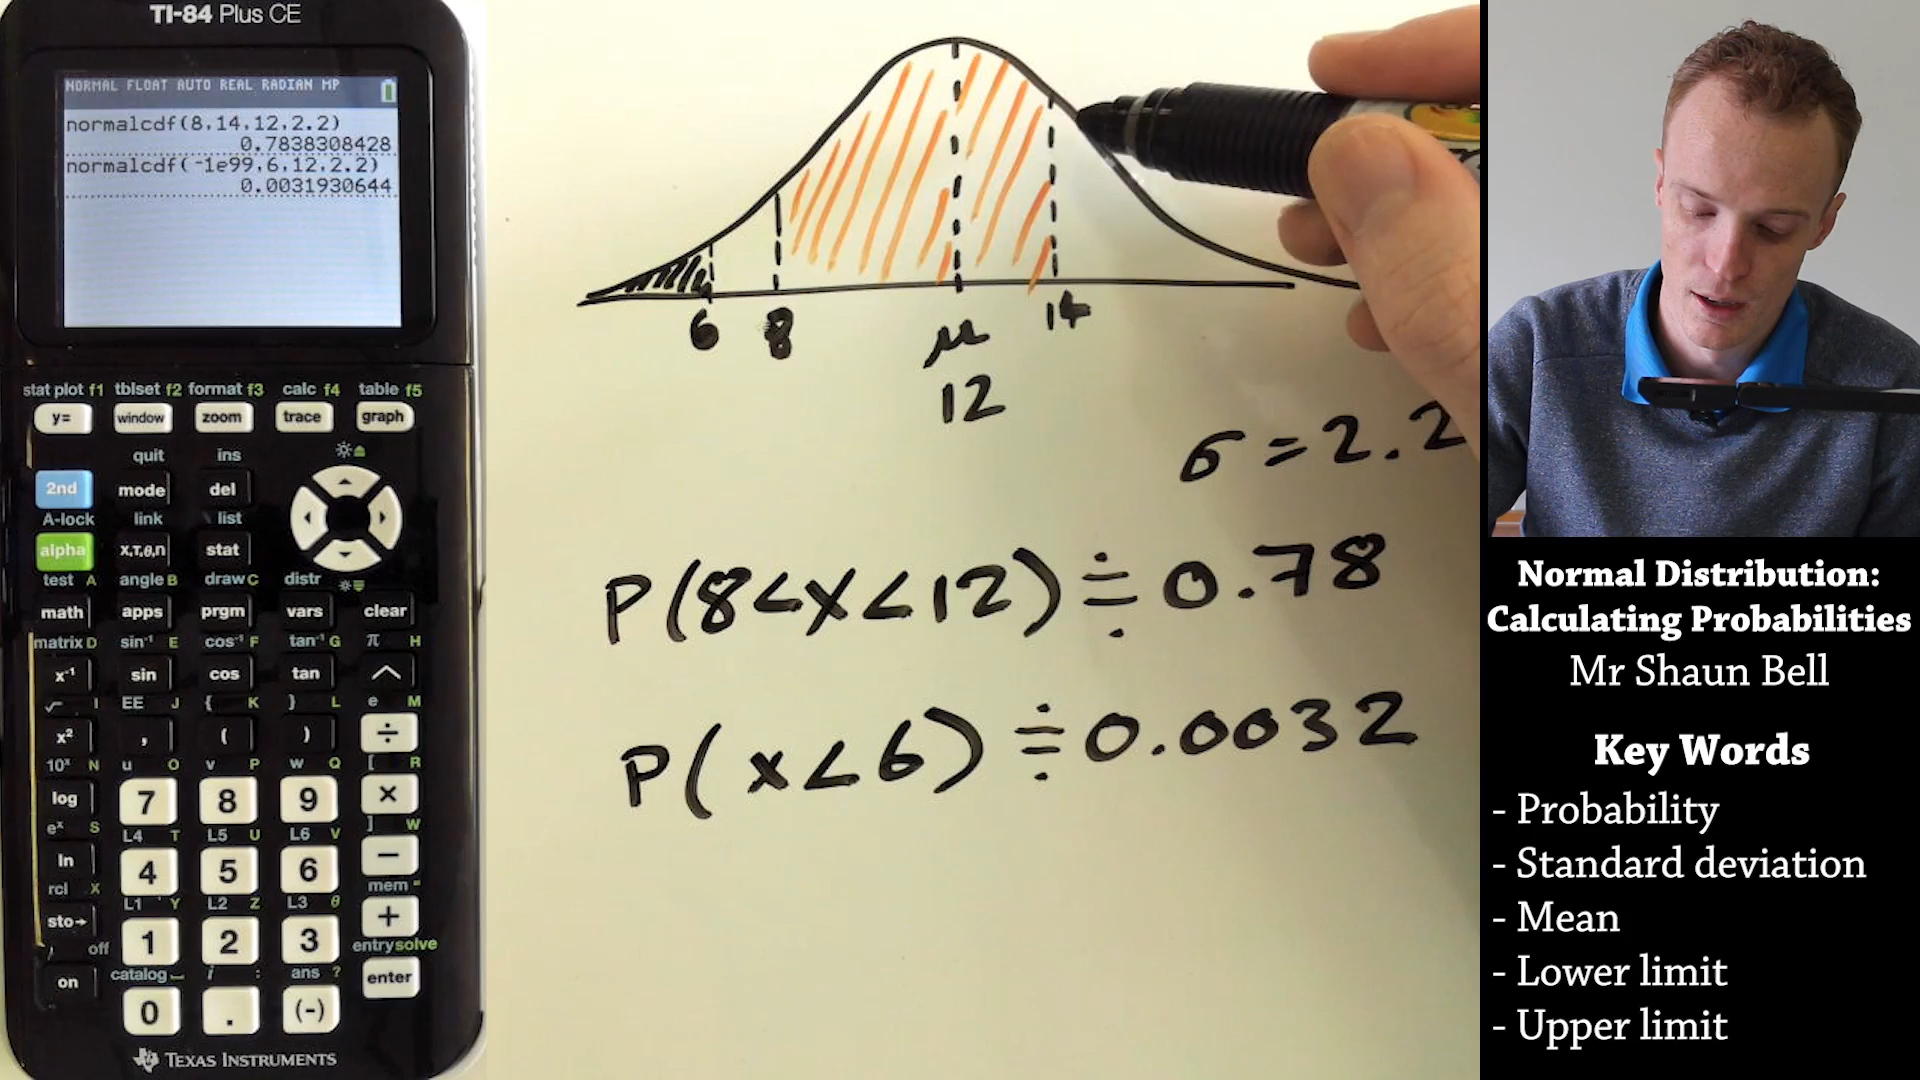 TI-84 Plus CE
NORMAL FLOAT AUTO REAL RADIAN MP
normalcdf(8,14,12,2.2)
0.7838308428
normalcdf(-1e99,6,12,2.2)
0.0031930644
stat plot f1 tblset f2 format f3 calc f4 table f5
y= window zoom trace graph
quit ins
2nd mode del
A-lock link list
alpha X,T,θ,n stat
test A angle B draw C distr
math apps prgm vars clear
matrix D sin⁻¹ E cos⁻¹ F tan⁻¹ G π H
x⁻¹ sin cos tan ^
√ I EE J { K } L e M
x² , ( ) ÷
10ˣ N u O v P w Q [ R
log 7 8 9 ×
eˣ S L4 T L5 U L6 V ] W
ln 4 5 6 −
rcl X L1 Y L2 Z L3 θ mem "
sto→ 1 2 3 +
off catalog i : ans ? entry solve
on 0 . (-) enter
TEXAS INSTRUMENTS
6 8 μ 14
12
σ = 2.2
P(8<x<12) ≑ 0.78
P(x<6) ≑ 0.0032
Normal Distribution:
Calculating Probabilities
Mr Shaun Bell
Key Words
- Probability
- Standard deviation
- Mean
- Lower limit
- Upper limit